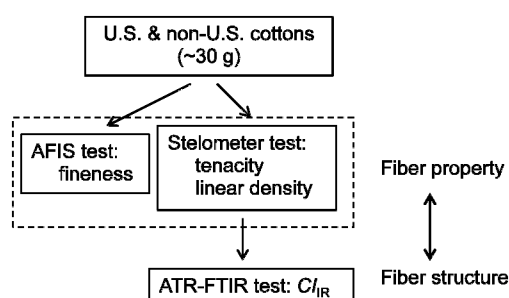 U.S. & non-U.S. cottons
(~30 g)
AFIS test:
fineness
Stelometer test:
tenacity
linear density
Fiber property
ATR-FTIR test: CI_IR
Fiber structure